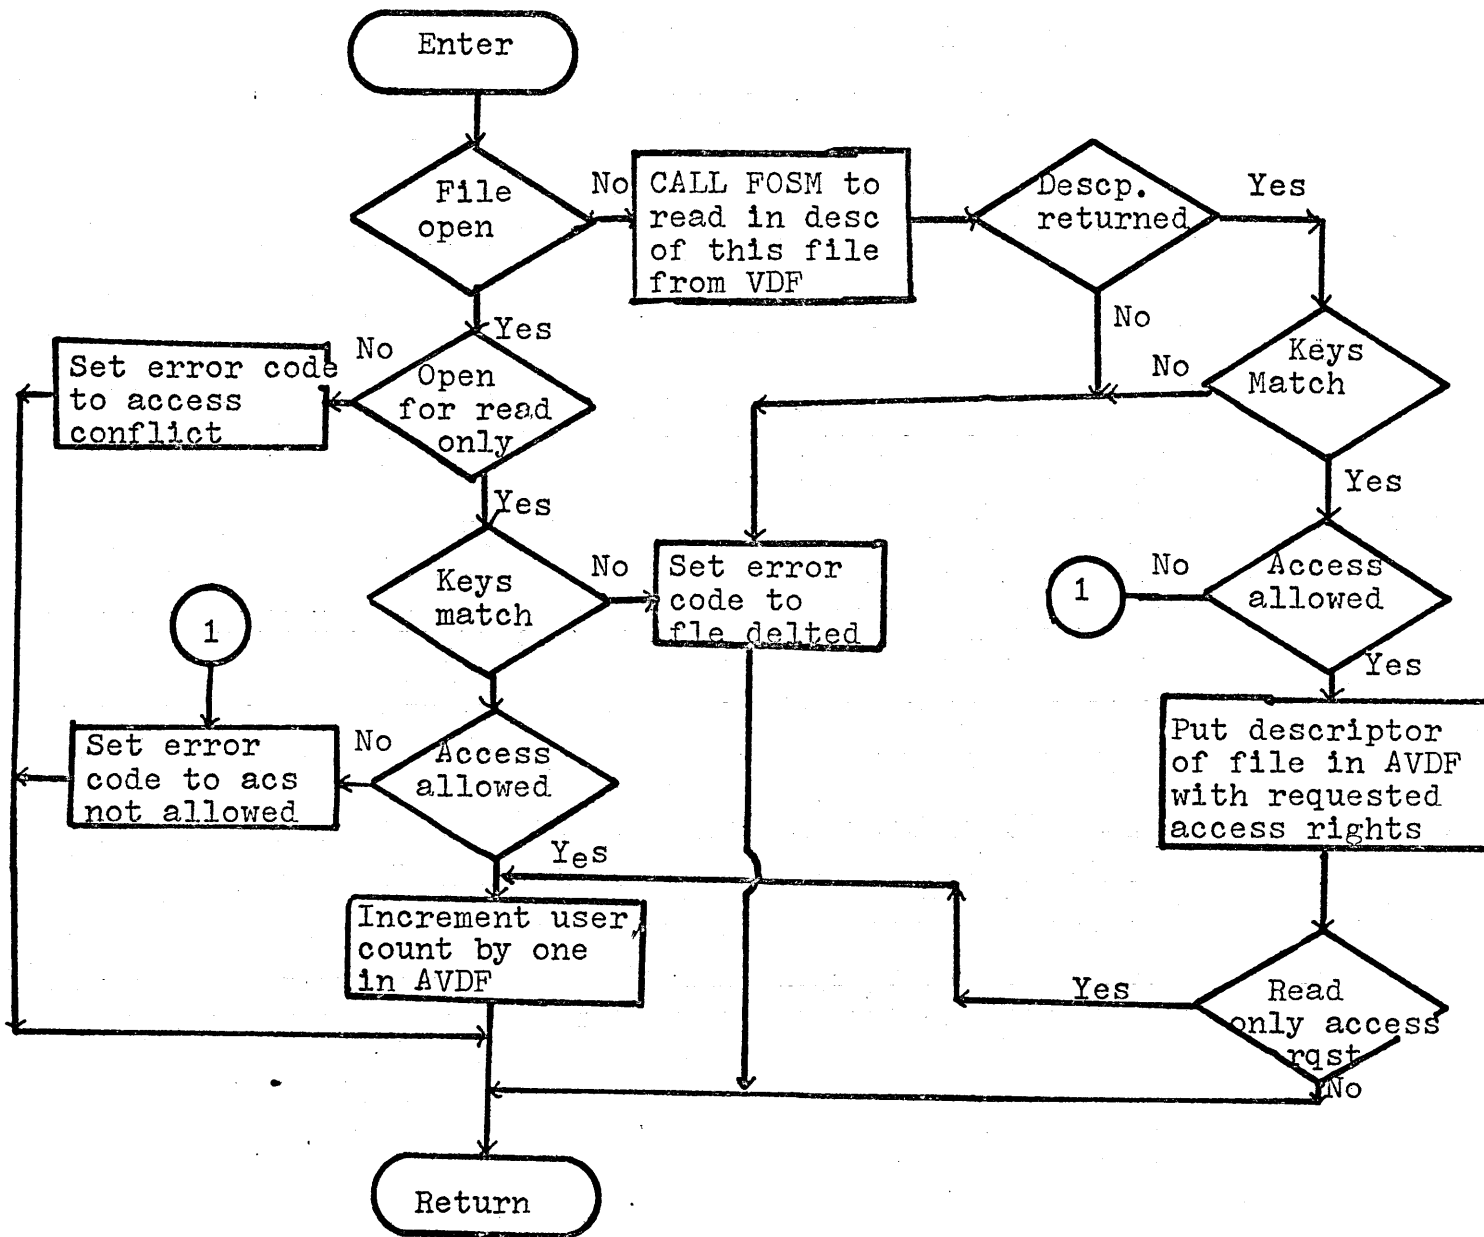 Enter
File
open
No
CALL FOSM to
read in desc
of this file
from VDF
Descp.
returned
Yes
Yes
No
Set error code
to access
conflict
No
Open
for read
only
No
Keys
Match
Yes
Yes
Keys
match
No
Set error
code to
fle delted
1
No
Access
allowed
1
Yes
Set error
code to acs
not allowed
No
Access
allowed
Put descriptor
of file in AVDF
with requested
access rights
Yes
Increment user
count by one
in AVDF
Yes
Read
only access
rqst
No
Return